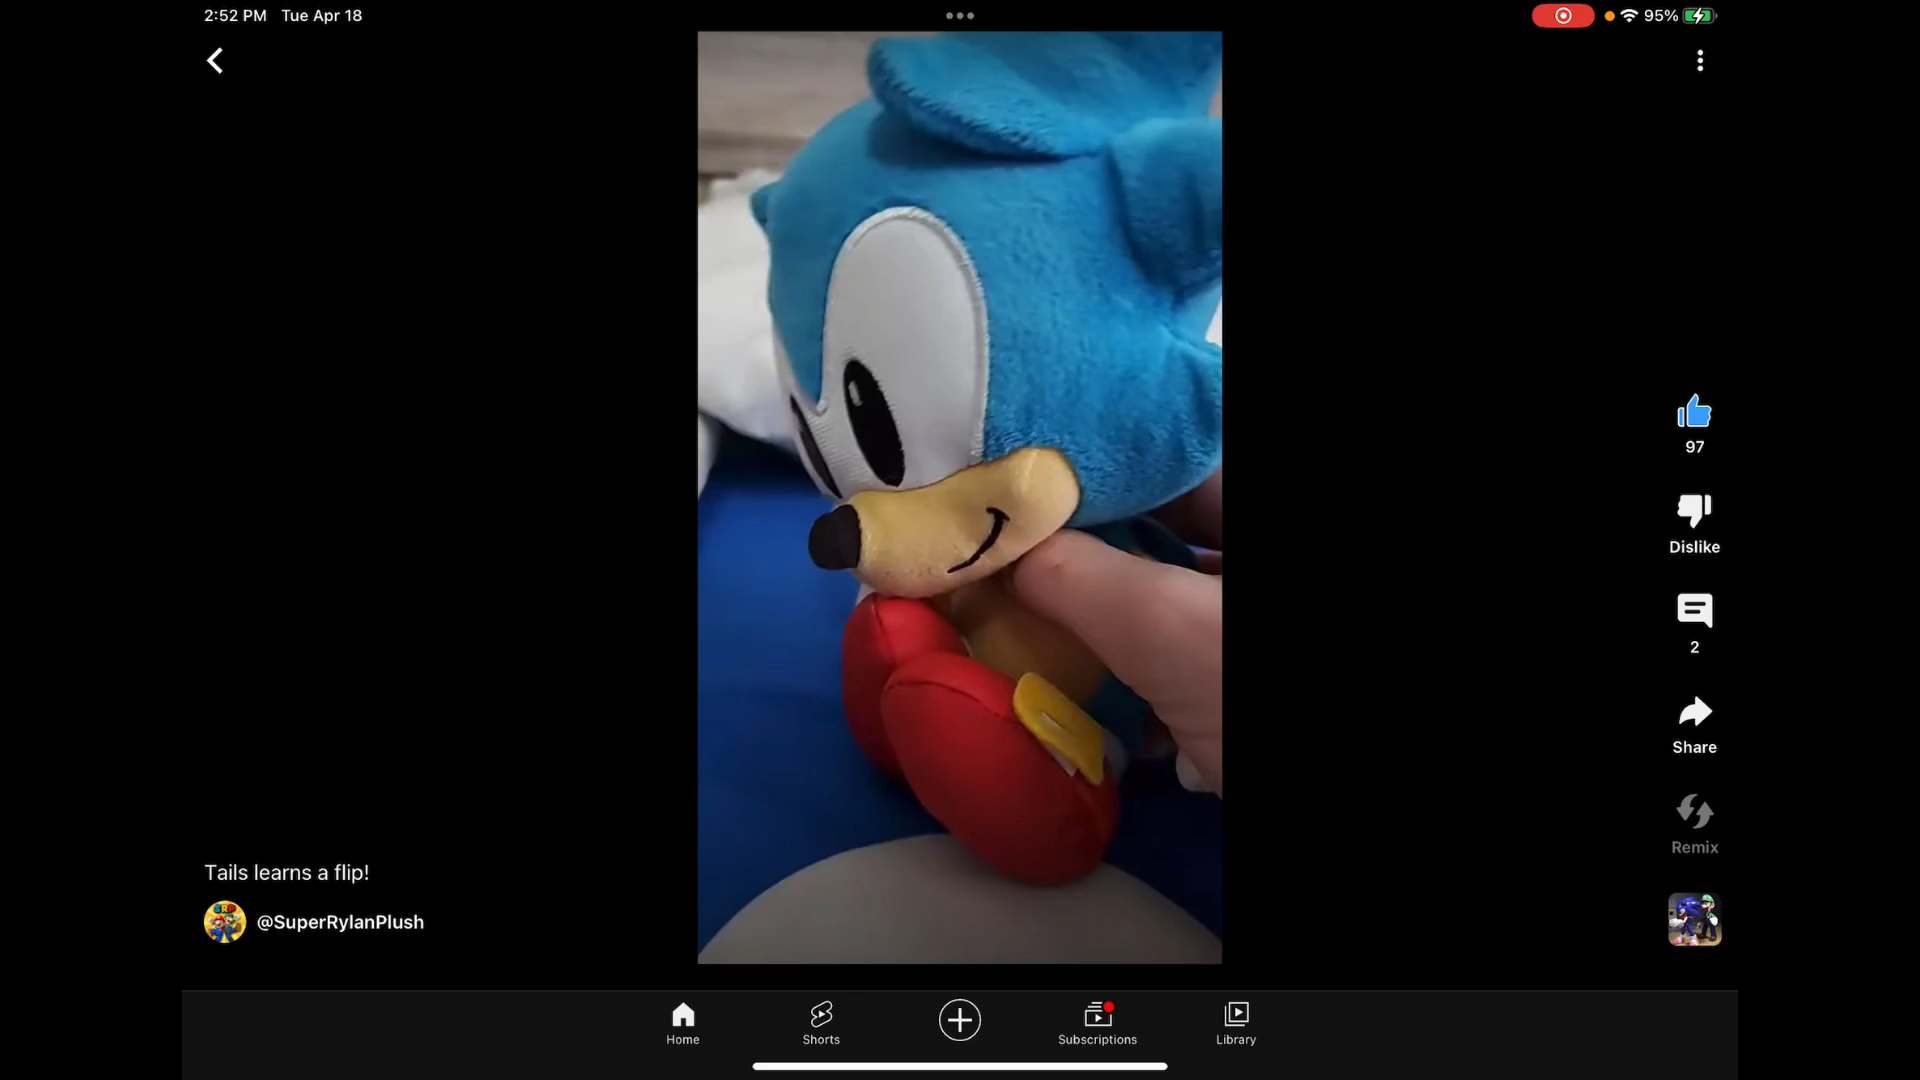 2:52 PM Tue Apr 18
95%
97
Dislike
2
Share
Remix
Tails learns a flip!
@SuperRylanPlush
Home
Shorts
Subscriptions
Library